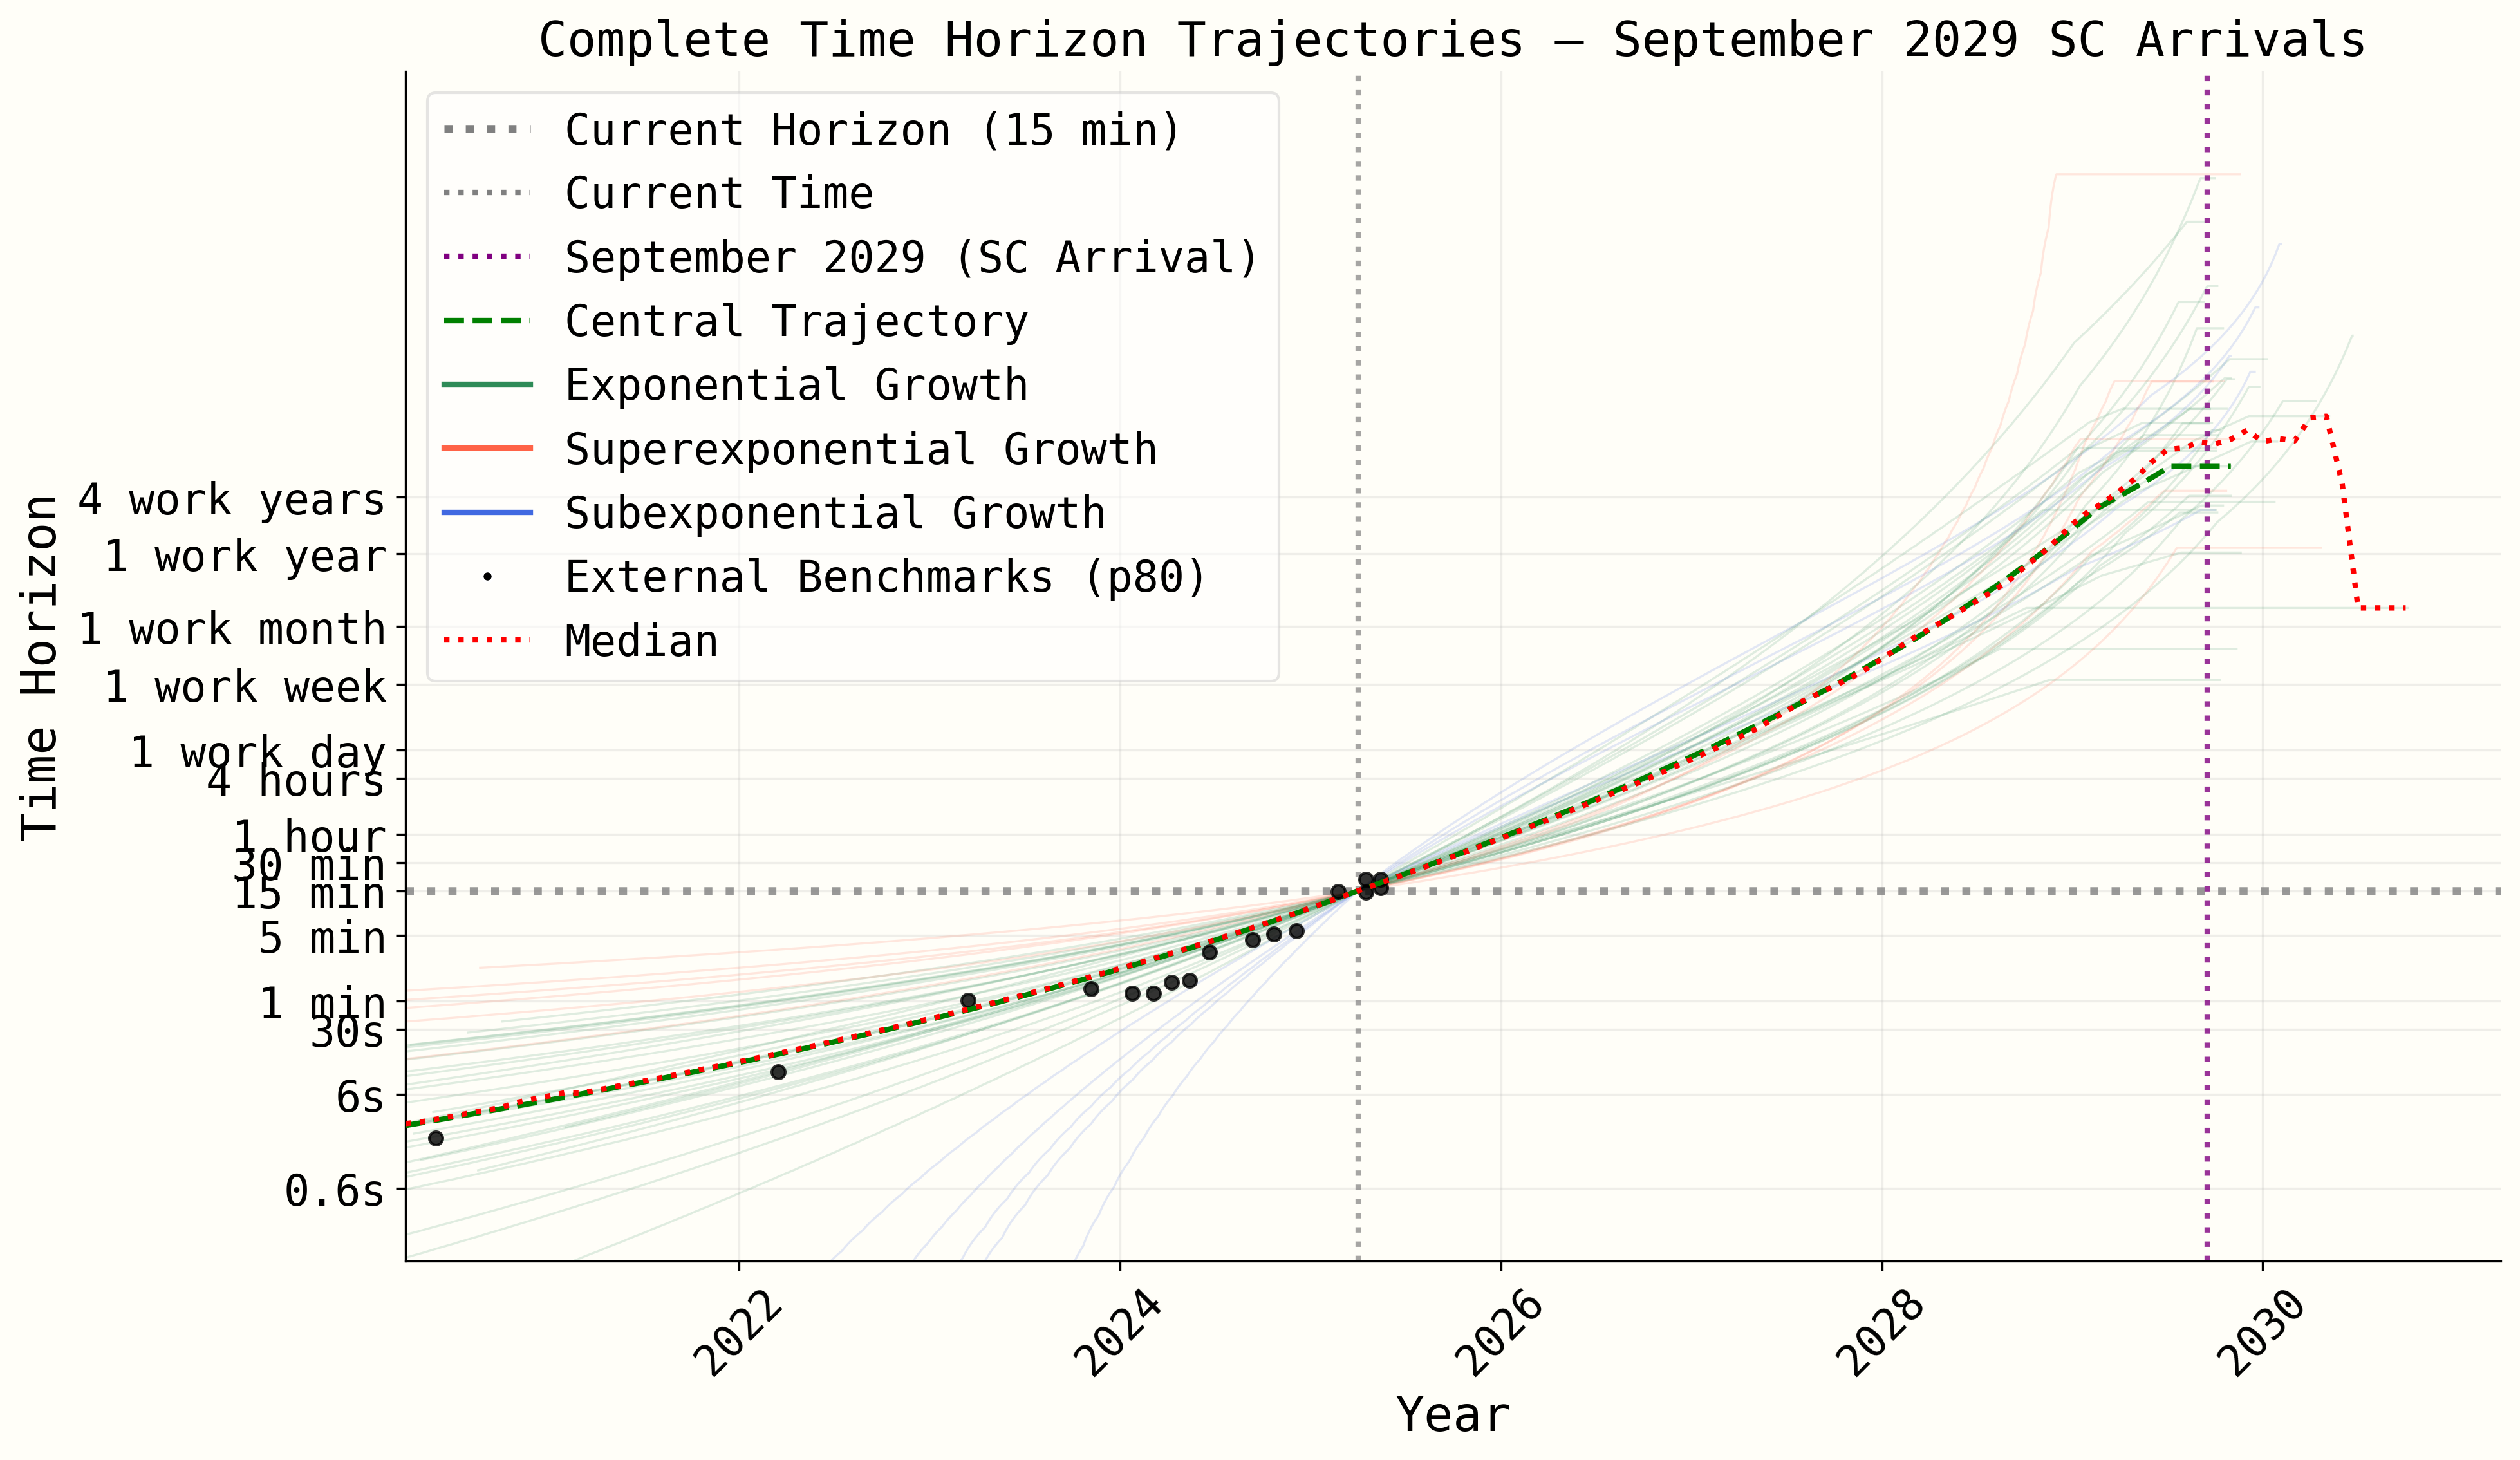 Complete Time Horizon Trajectories — September 2029 SC Arrivals
Current Horizon (15 min)
Current Time
September 2029 (SC Arrival)
Central Trajectory
Exponential Growth
Superexponential Growth
Subexponential Growth
External Benchmarks (p80)
Median
Time Horizon
4 work years
1 work year
1 work month
1 work week
1 work day
4 hours
1 hour
30 min
15 min
5 min
1 min
30s
6s
0.6s
2022
2024
2026
2028
2030
Year